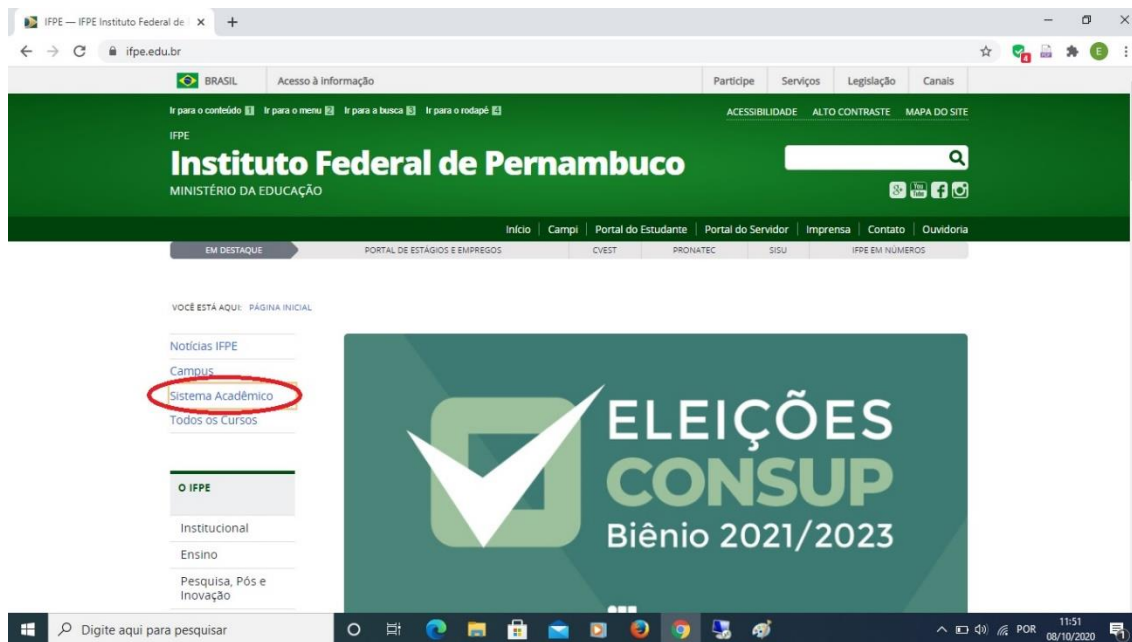 IFPE — IFPE Instituto Federal de
ifpe.edu.br
E
4
BRASIL Acesso à informação Participe Serviços Legislação Canais
Ir para o conteúdo 1 Ir para o menu 2 Ir para a busca 3 Ir para o rodapé 4 ACESSIBILIDADE ALTO CONTRASTE MAPA DO SITE
IFPE
Instituto Federal de Pernambuco
MINISTÉRIO DA EDUCAÇÃO
You Tube
Início Campi Portal do Estudante Portal do Servidor Imprensa Contato Ouvidoria
EM DESTAQUE PORTAL DE ESTÁGIOS E EMPREGOS CVEST PRONATEC SISU IFPE EM NÚMEROS
VOCÊ ESTÁ AQUI: PÁGINA INICIAL
Notícias IFPE
Campus
Sistema Acadêmico
Todos os Cursos
O IFPE
Institucional
Ensino
Pesquisa, Pós e
Inovação
ELEIÇÕES
CONSUP
Biênio 2021/2023
Digite aqui para pesquisar
POR
11:51
08/10/2020